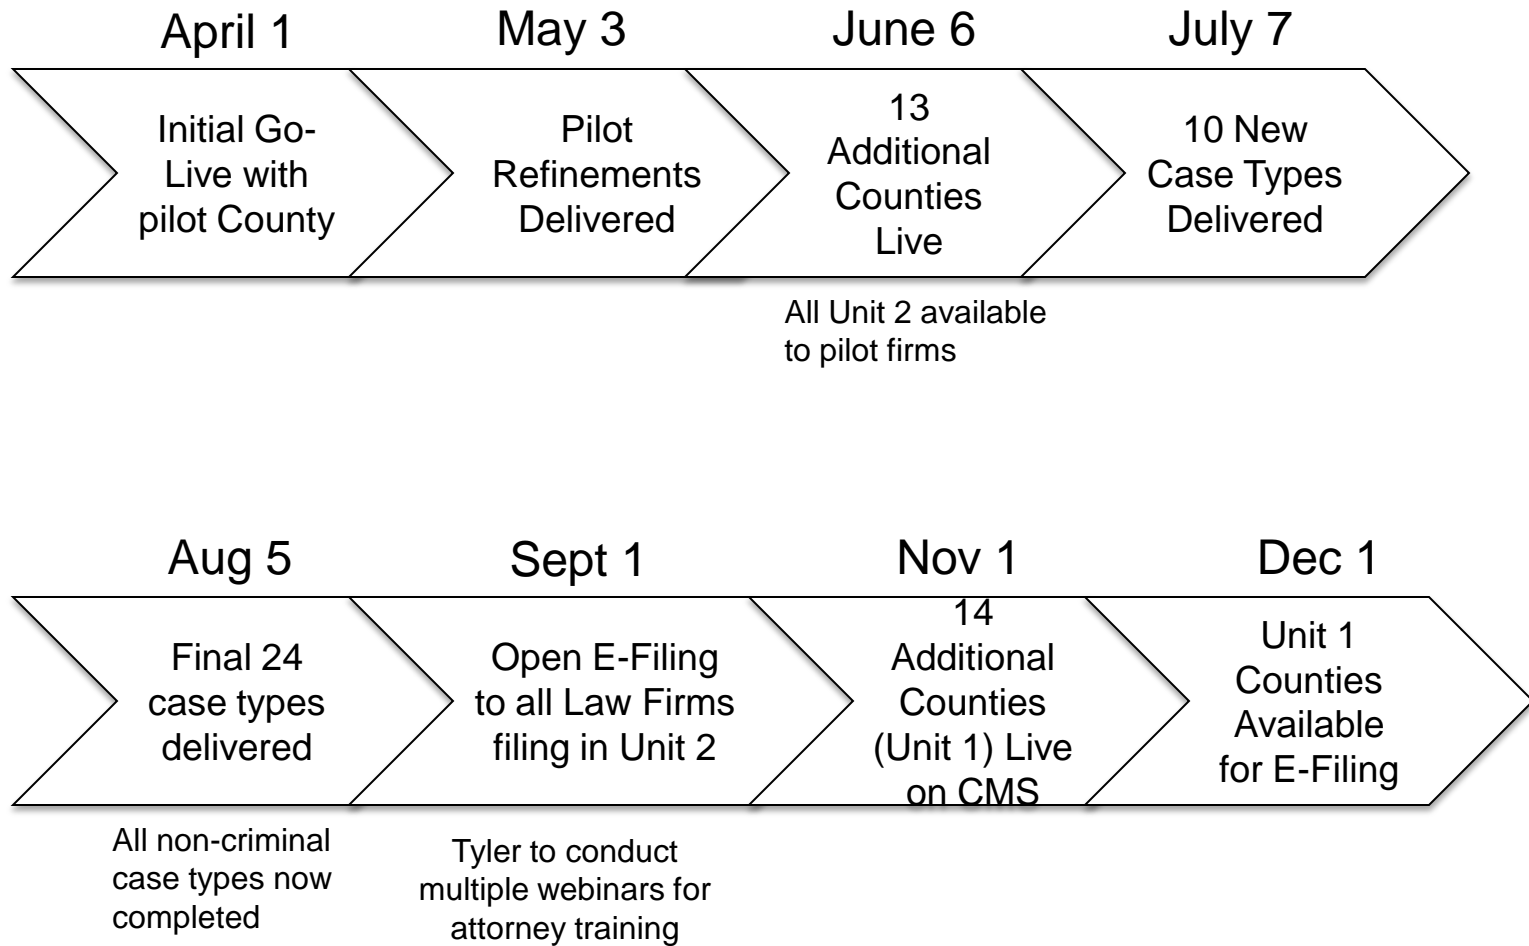 April 1
May 3
June 6
July 7
Initial Go-
Live with
pilot County
Pilot
Refinements
Delivered
13
Additional
Counties
Live
10 New
Case Types
Delivered
All Unit 2 available
to pilot firms
Aug 5
Sept 1
Nov 1
Dec 1
Final 24
case types
delivered
Open E-Filing
to all Law Firms
filing in Unit 2
14
Additional
Counties
(Unit 1) Live
on CMS
Unit 1
Counties
Available
for E-Filing
All non-criminal
case types now
completed
Tyler to conduct
multiple webinars for
attorney training